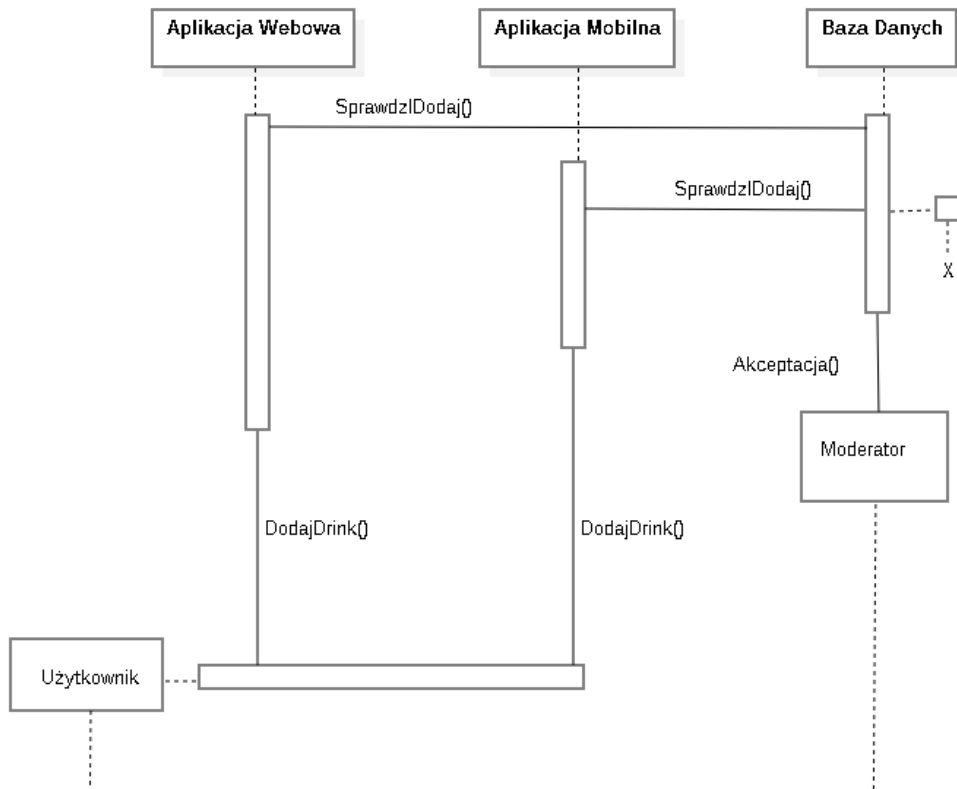 Aplikacja Webowa
Aplikacja Mobilna
Baza Danych
SprawdzIDodaj()
SprawdzIDodaj()
X
Akceptacja()
Moderator
DodajDrink()
DodajDrink()
Użytkownik